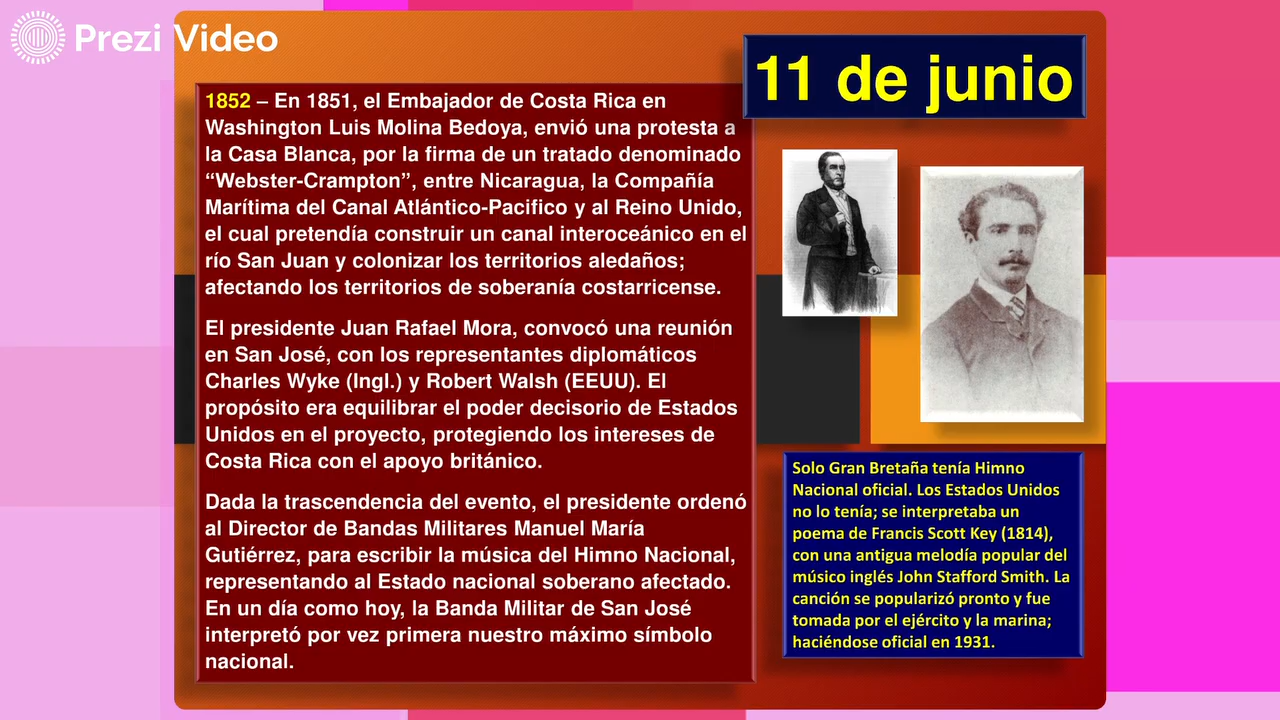 Prezi Video
11 de junio
1852 – En 1851, el Embajador de Costa Rica en
Washington Luis Molina Bedoya, envió una protesta a
la Casa Blanca, por la firma de un tratado denominado
“Webster-Crampton”, entre Nicaragua, la Compañía
Marítima del Canal Atlántico-Pacifico y al Reino Unido,
el cual pretendía construir un canal interoceánico en el
río San Juan y colonizar los territorios aledaños;
afectando los territorios de soberanía costarricense.
El presidente Juan Rafael Mora, convocó una reunión
en San José, con los representantes diplomáticos
Charles Wyke (Ingl.) y Robert Walsh (EEUU). El
propósito era equilibrar el poder decisorio de Estados
Unidos en el proyecto, protegiendo los intereses de
Costa Rica con el apoyo británico.
Dada la trascendencia del evento, el presidente ordenó
al Director de Bandas Militares Manuel María
Gutiérrez, para escribir la música del Himno Nacional,
representando al Estado nacional soberano afectado.
En un día como hoy, la Banda Militar de San José
interpretó por vez primera nuestro máximo símbolo
nacional.
Solo Gran Bretaña tenía Himno
Nacional oficial. Los Estados Unidos
no lo tenía; se interpretaba un
poema de Francis Scott Key (1814),
con una antigua melodía popular del
músico inglés John Stafford Smith. La
canción se popularizó pronto y fue
tomada por el ejército y la marina;
haciéndose oficial en 1931.